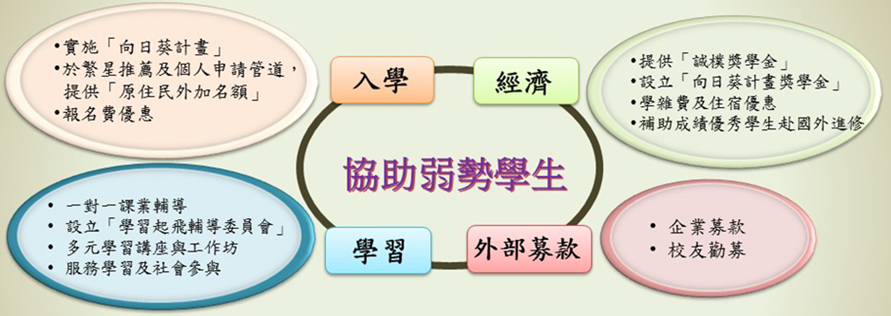 •實施「向日葵計畫」
•於繁星推薦及個人申請管道，
提供「原住民外加名額」
•報名費優惠
入學
經濟
•提供「誠樸獎學金」
•設立「向日葵計畫獎學金」
•學雜費及住宿優惠
•補助成績優秀學生赴國外進修
協助弱勢學生
• 一對一課業輔導
• 設立「學習起飛輔導委員會」
• 多元學習講座與工作坊
• 服務學習及社會參與
學習
外部募款
• 企業募款
• 校友勸募